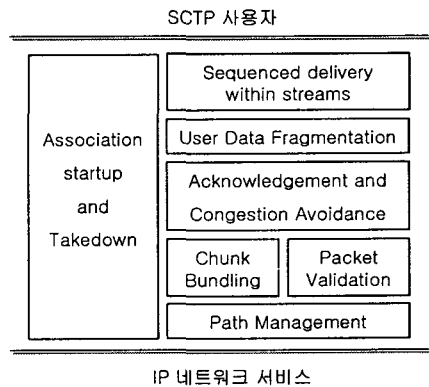 SCTP 사용자
Association
startup
and
Takedown
Sequenced delivery
within streams
User Data Fragmentation
Acknowledgement and
Congestion Avoidance
Chunk
Bundling
Packet
Validation
Path Management
IP 네트워크 서비스